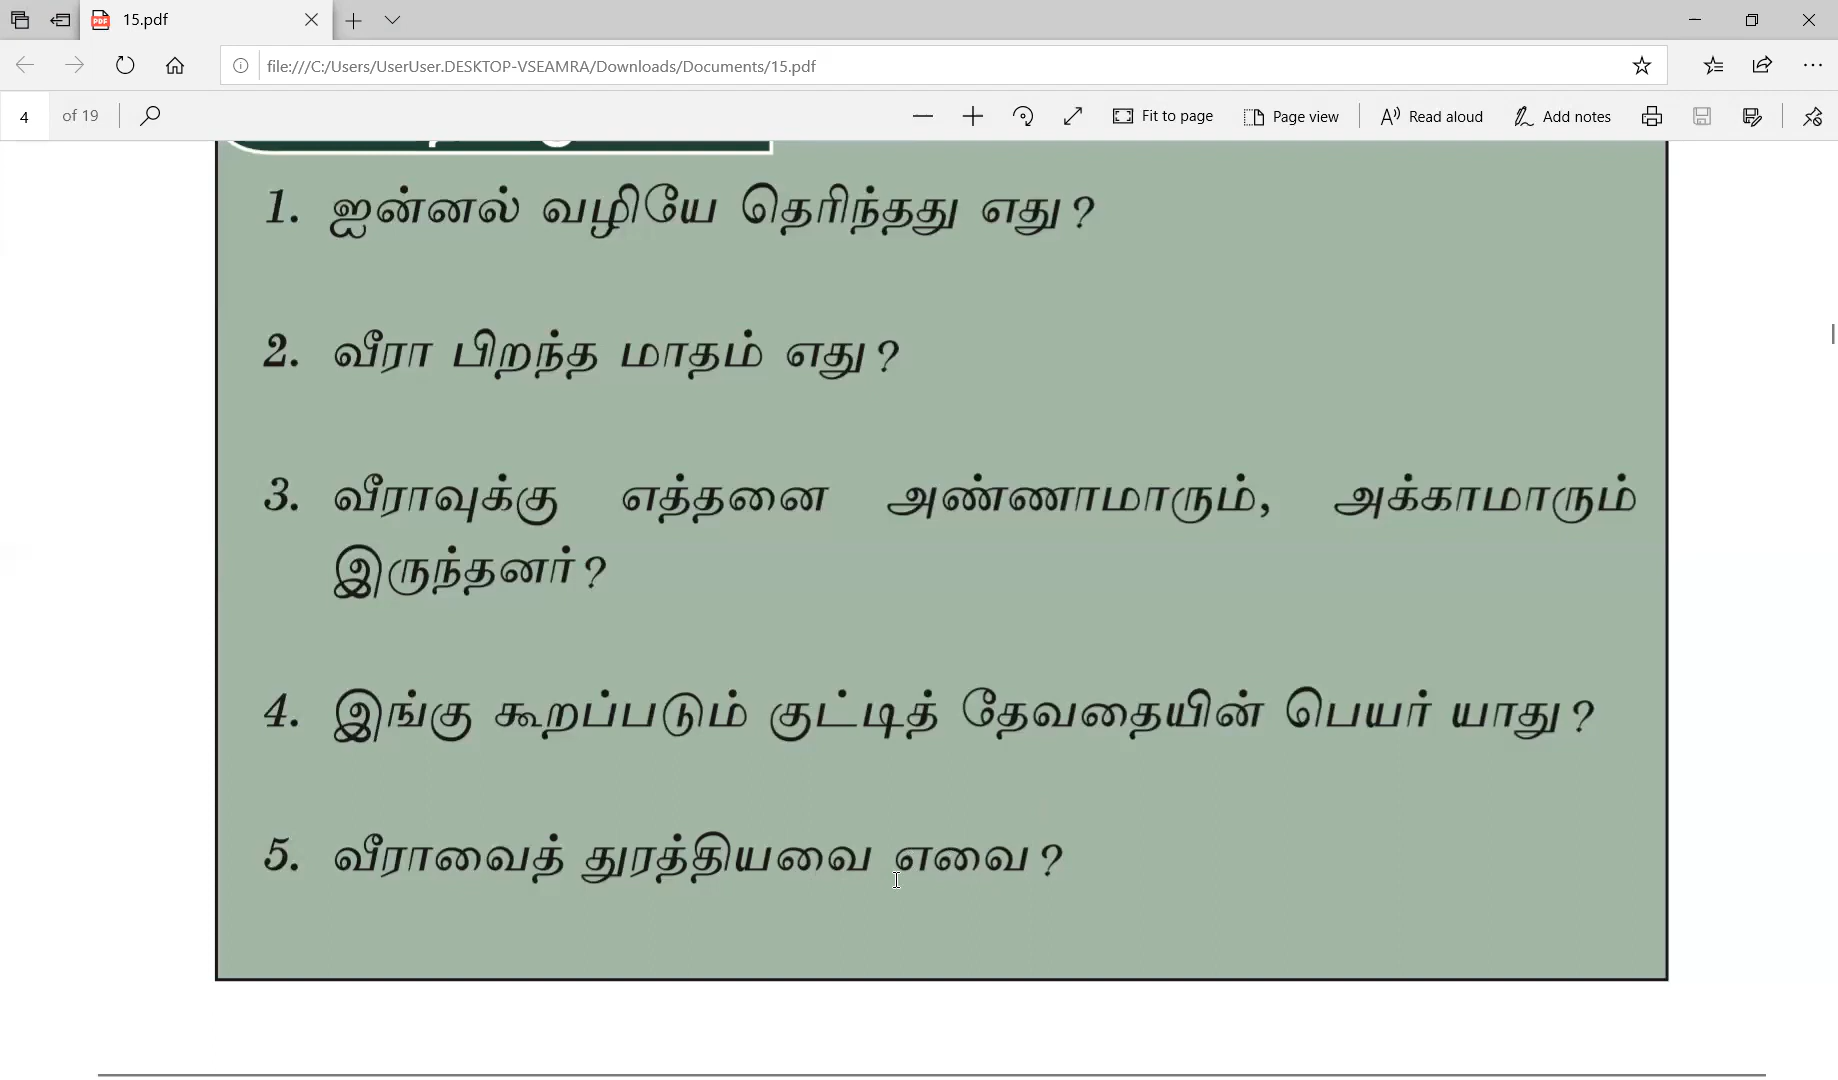 15.pdf
file:///C:/Users/UserUser.DESKTOP-VSEAMRA/Downloads/Documents/15.pdf
4 of 19 Fit to page Page view Read aloud Add notes
1. ஐன்னல் வழியே தெரிந்தது எது?
2. வீரா பிறந்த மாதம் எது?
3. வீராவுக்கு எத்தனை அண்ணாமாரும், அக்காமாரும்
இருந்தனர்?
4. இங்கு கூறப்படும் குட்டித் தேவதையின் பெயர் யாது?
5. வீராவைத் துரத்தியவை எவை?